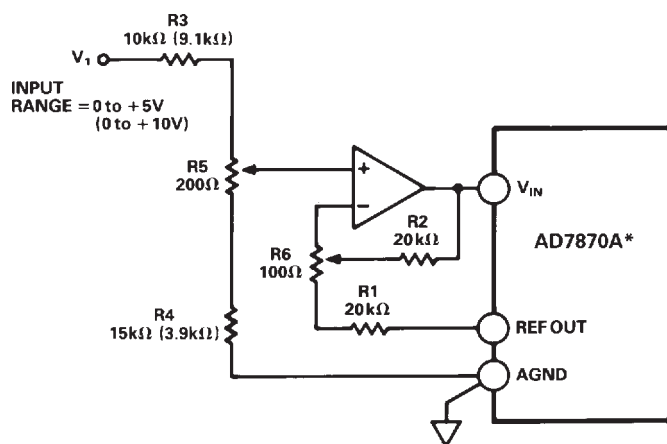 R3
10kΩ (9.1kΩ)
V₁
INPUT
RANGE = 0 to +5V
(0 to +10V)
R5
200Ω
+
−
VIN
R2
20kΩ
AD7870A*
R6
100Ω
R1
20kΩ
R4
15kΩ (3.9kΩ)
REF OUT
AGND